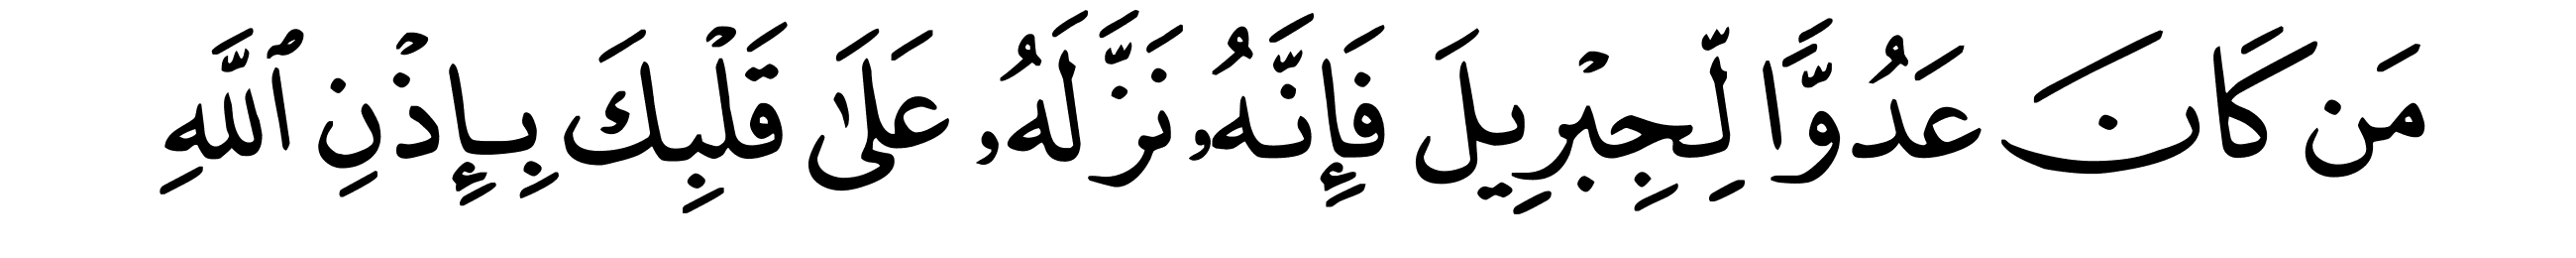 مَن كَانَ عَدُوًّا لِّجِبْرِيلَ فَإِنَّهُۥ نَزَّلَهُۥ عَلَىٰ قَلْبِكَ بِإِذْنِ ٱللَّهِ